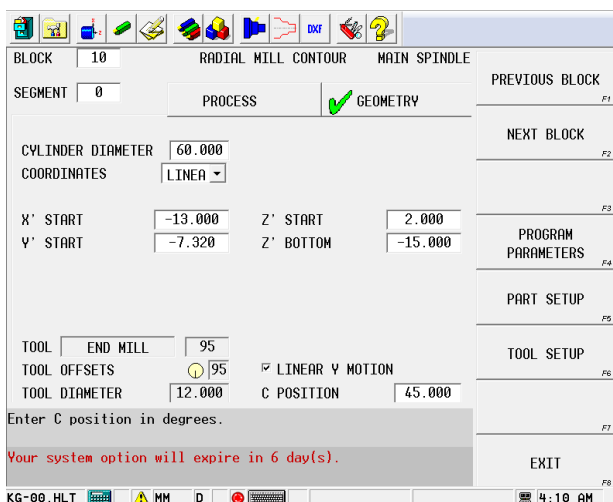 DXF
BLOCK 10 RADIAL MILL CONTOUR MAIN SPINDLE
SEGMENT 0
PROCESS GEOMETRY
CYLINDER DIAMETER 60.000
COORDINATES LINEA
X' START -13.000 Z' START 2.000
Y' START -7.320 Z' BOTTOM -15.000
TOOL END MILL 95
TOOL OFFSETS 95 LINEAR Y MOTION
TOOL DIAMETER 12.000 C POSITION 45.000
Enter C position in degrees.
Your system option will expire in 6 day(s).
KG-00.HLT MM D 4:10 AM
PREVIOUS BLOCK
F1
NEXT BLOCK
F2
F3
PROGRAM
PARAMETERS
F4
PART SETUP
F5
TOOL SETUP
F6
F7
EXIT
F8